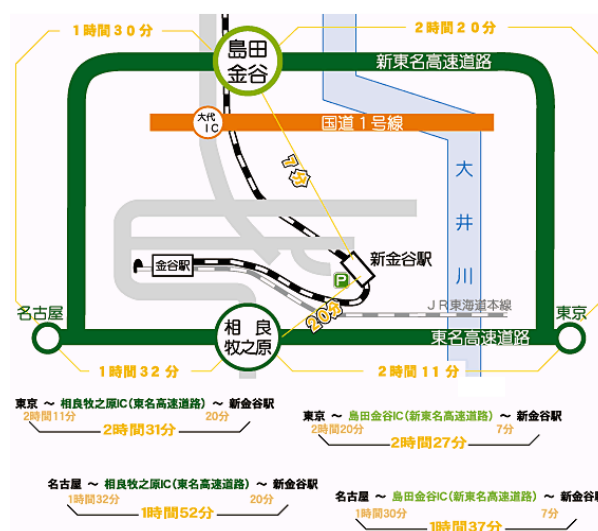 1時間30分
2時間20分
島田
金谷
新東名高速道路
大代
IC
国道1号線
7分
大井川
新金谷駅
金谷駅
P
20分
JR東海道本線
名古屋
東京
相良
牧之原
東名高速道路
1時間32分
2時間11分
東京 ～ 相良牧之原IC(東名高速道路) ～ 新金谷駅
2時間11分 20分
2時間31分
東京 ～ 島田金谷IC(新東名高速道路) ～ 新金谷駅
2時間20分 7分
2時間27分
名古屋 ～ 相良牧之原IC(東名高速道路) ～ 新金谷駅
1時間32分 20分
1時間52分
名古屋 ～ 島田金谷IC(新東名高速道路) ～ 新金谷駅
1時間30分 7分
1時間37分